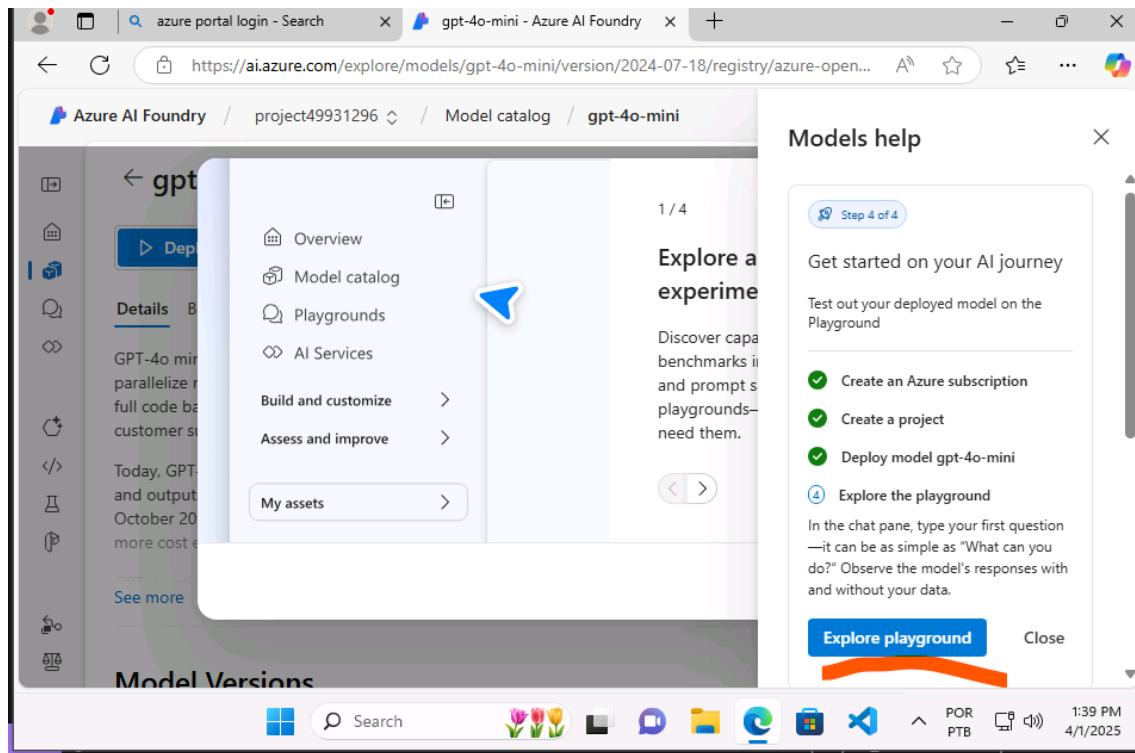 azure portal login - Search
gpt-4o-mini - Azure AI Foundry
https://ai.azure.com/explore/models/gpt-4o-mini/version/2024-07-18/registry/azure-open...
Azure AI Foundry / project49931296 / Model catalog / gpt-4o-mini
gpt
Dep
Details B
GPT-4o mi
parallelize
full code ba
customer su
Today, GPT-
and output
October 20
more cost e
See more
Model Versions
Overview
Model catalog
Playgrounds
AI Services
Build and customize
Assess and improve
My assets
1 / 4
Explore a
experime
Discover capa
benchmarks i
and prompt s
playgrounds—
need them.
Models help
Step 4 of 4
Get started on your AI journey
Test out your deployed model on the
Playground
Create an Azure subscription
Create a project
Deploy model gpt-4o-mini
4 Explore the playground
In the chat pane, type your first question
—it can be as simple as "What can you
do?" Observe the model's responses with
and without your data.
Explore playground Close
Search
POR
PTB
1:39 PM
4/1/2025